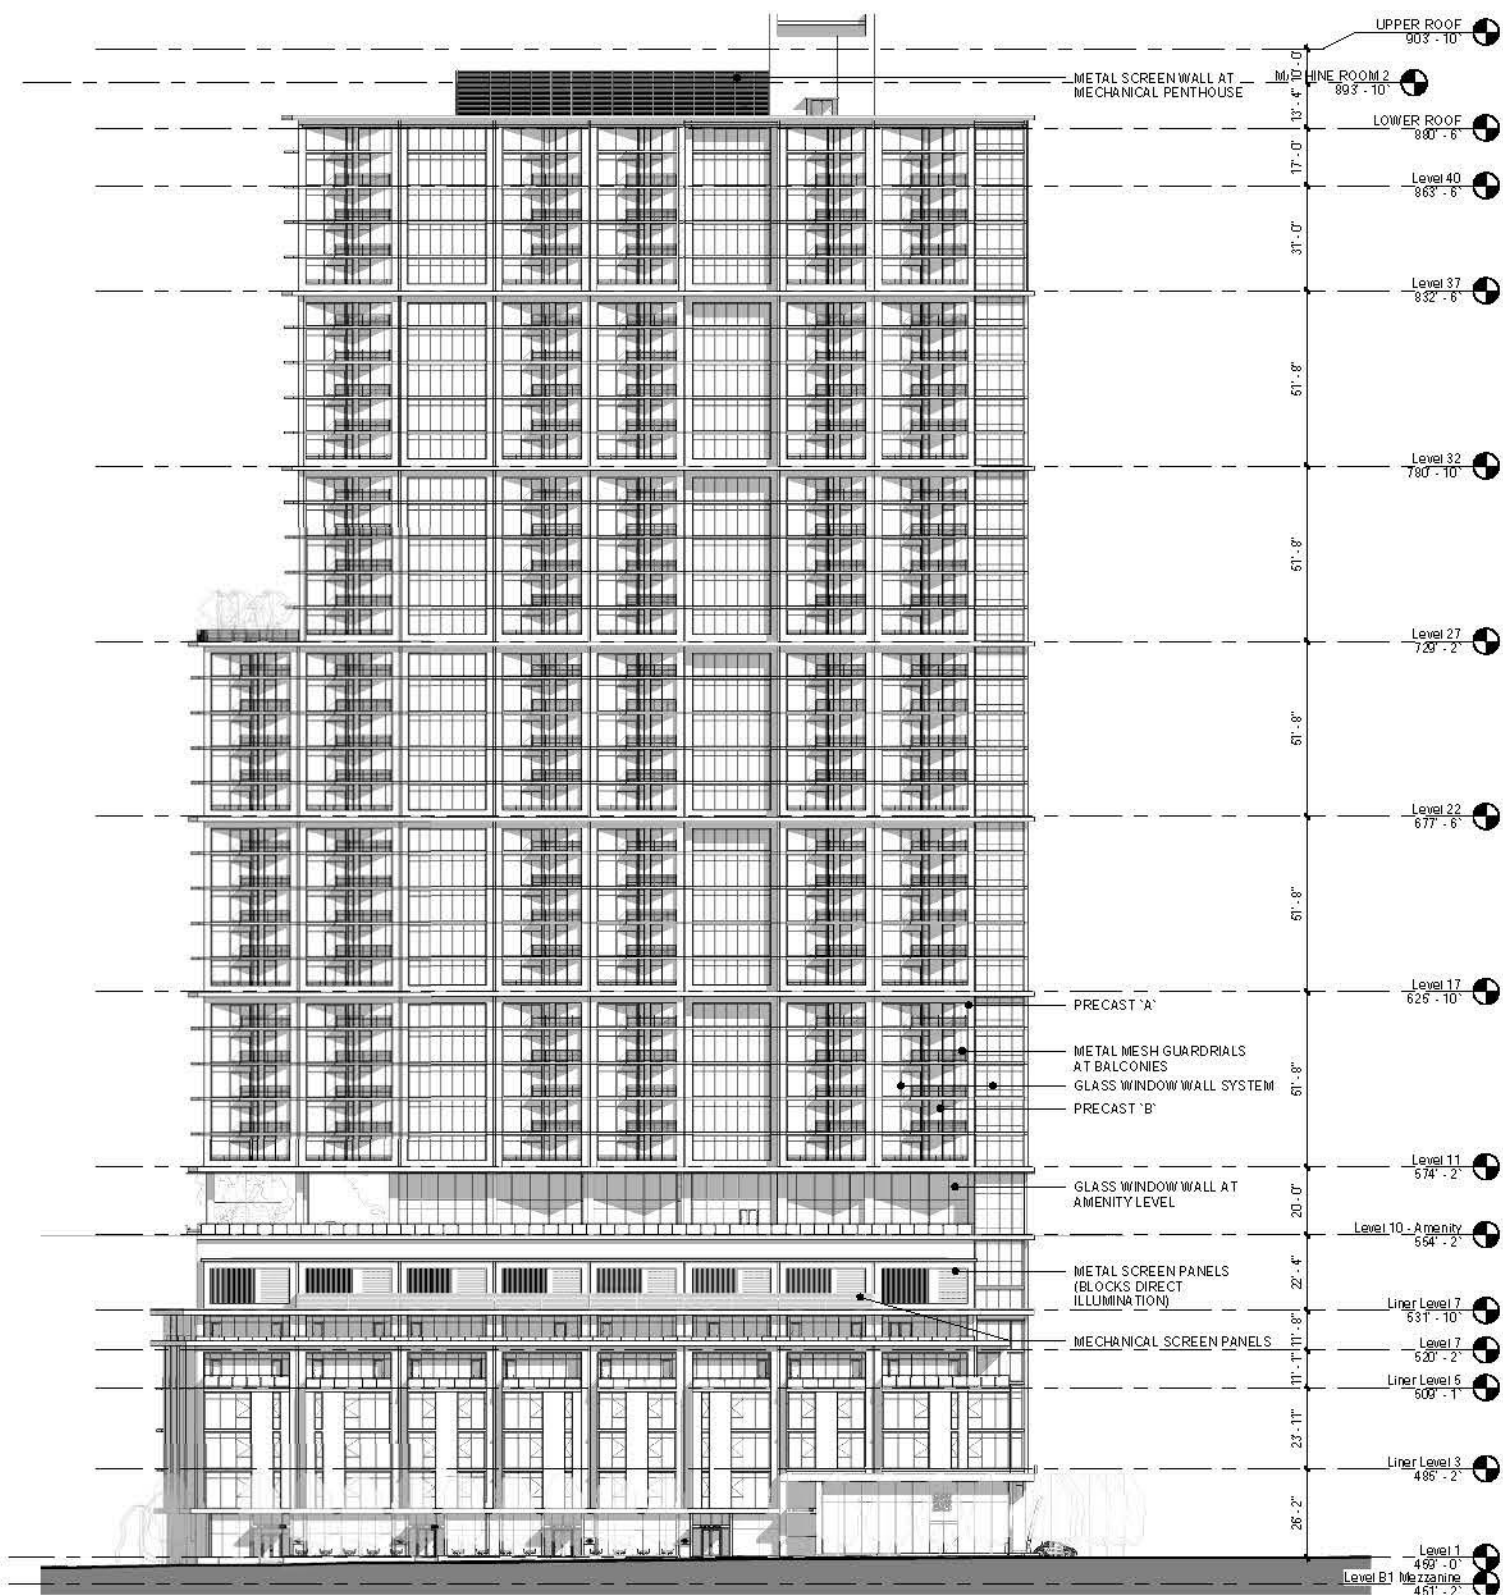 UPPER ROOF
903' - 10"
10' - 0"
METAL SCREEN WALL AT
MECHANICAL PENTHOUSE
MACHINE ROOM 2
893' - 10"
13' - 4"
LOWER ROOF
880' - 6"
17' - 0"
Level 40
863' - 6"
31' - 0"
Level 37
832' - 6"
51' - 8"
Level 32
780' - 10"
51' - 8"
Level 27
729' - 2"
51' - 8"
Level 22
677' - 6"
51' - 8"
Level 17
625' - 10"
PRECAST 'A'
METAL MESH GUARDRIALS
AT BALCONIES
GLASS WINDOW WALL SYSTEM
51' - 8"
PRECAST 'B'
Level 11
574' - 2"
GLASS WINDOW WALL AT
AMENITY LEVEL
20' - 0"
Level 10 - Amenity
554' - 2"
METAL SCREEN PANELS
(BLOCKS DIRECT
ILLUMINATION)
22' - 4"
Liner Level 7
531' - 10"
11' - 8"
MECHANICAL SCREEN PANELS
Level 7
520' - 2"
11' - 1"
Liner Level 5
509' - 1"
23' - 11"
Liner Level 3
485' - 2"
26' - 2"
Level 1
459' - 0"
Level B1 Mezzanine
451' - 2"